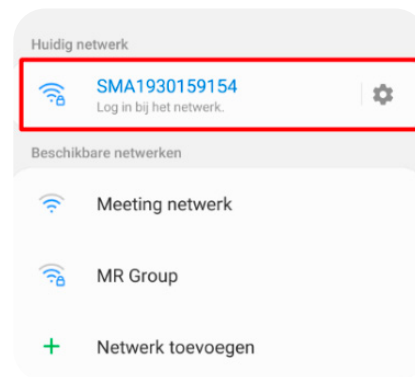 Huidig netwerk
SMA1930159154
Log in bij het netwerk.
Beschikbare netwerken
Meeting netwerk
MR Group
Netwerk toevoegen